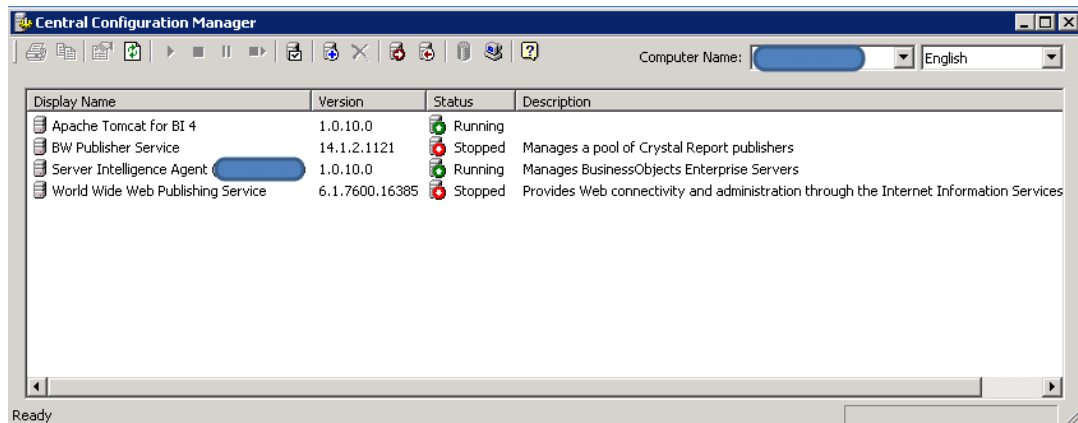 Central Configuration Manager
Computer Name: English
Display Name Version Status Description
Apache Tomcat for BI 4 1.0.10.0 Running
BW Publisher Service 14.1.2.1121 Stopped Manages a pool of Crystal Report publishers
Server Intelligence Agent ( ) 1.0.10.0 Running Manages BusinessObjects Enterprise Servers
World Wide Web Publishing Service 6.1.7600.16385 Stopped Provides Web connectivity and administration through the Internet Information Services
Ready